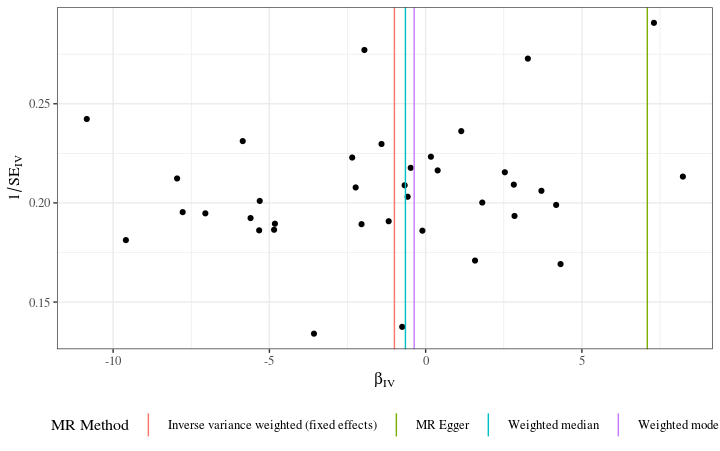 1/SE_IV
0.25
0.20
0.15
-10 -5 0 5
β_IV
MR Method Inverse variance weighted (fixed effects) MR Egger Weighted median Weighted mode